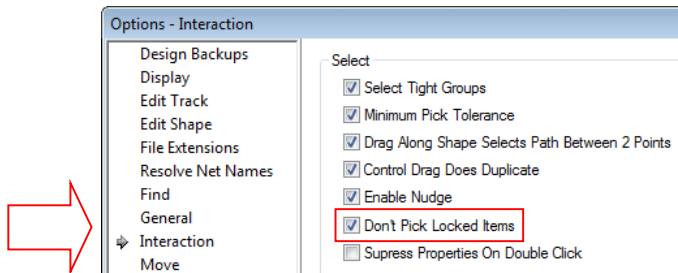 Options - Interaction
Design Backups
Display
Edit Track
Edit Shape
File Extensions
Resolve Net Names
Find
General
Interaction
Move
Select
Select Tight Groups
Minimum Pick Tolerance
Drag Along Shape Selects Path Between 2 Points
Control Drag Does Duplicate
Enable Nudge
Don't Pick Locked Items
Supress Properties On Double Click